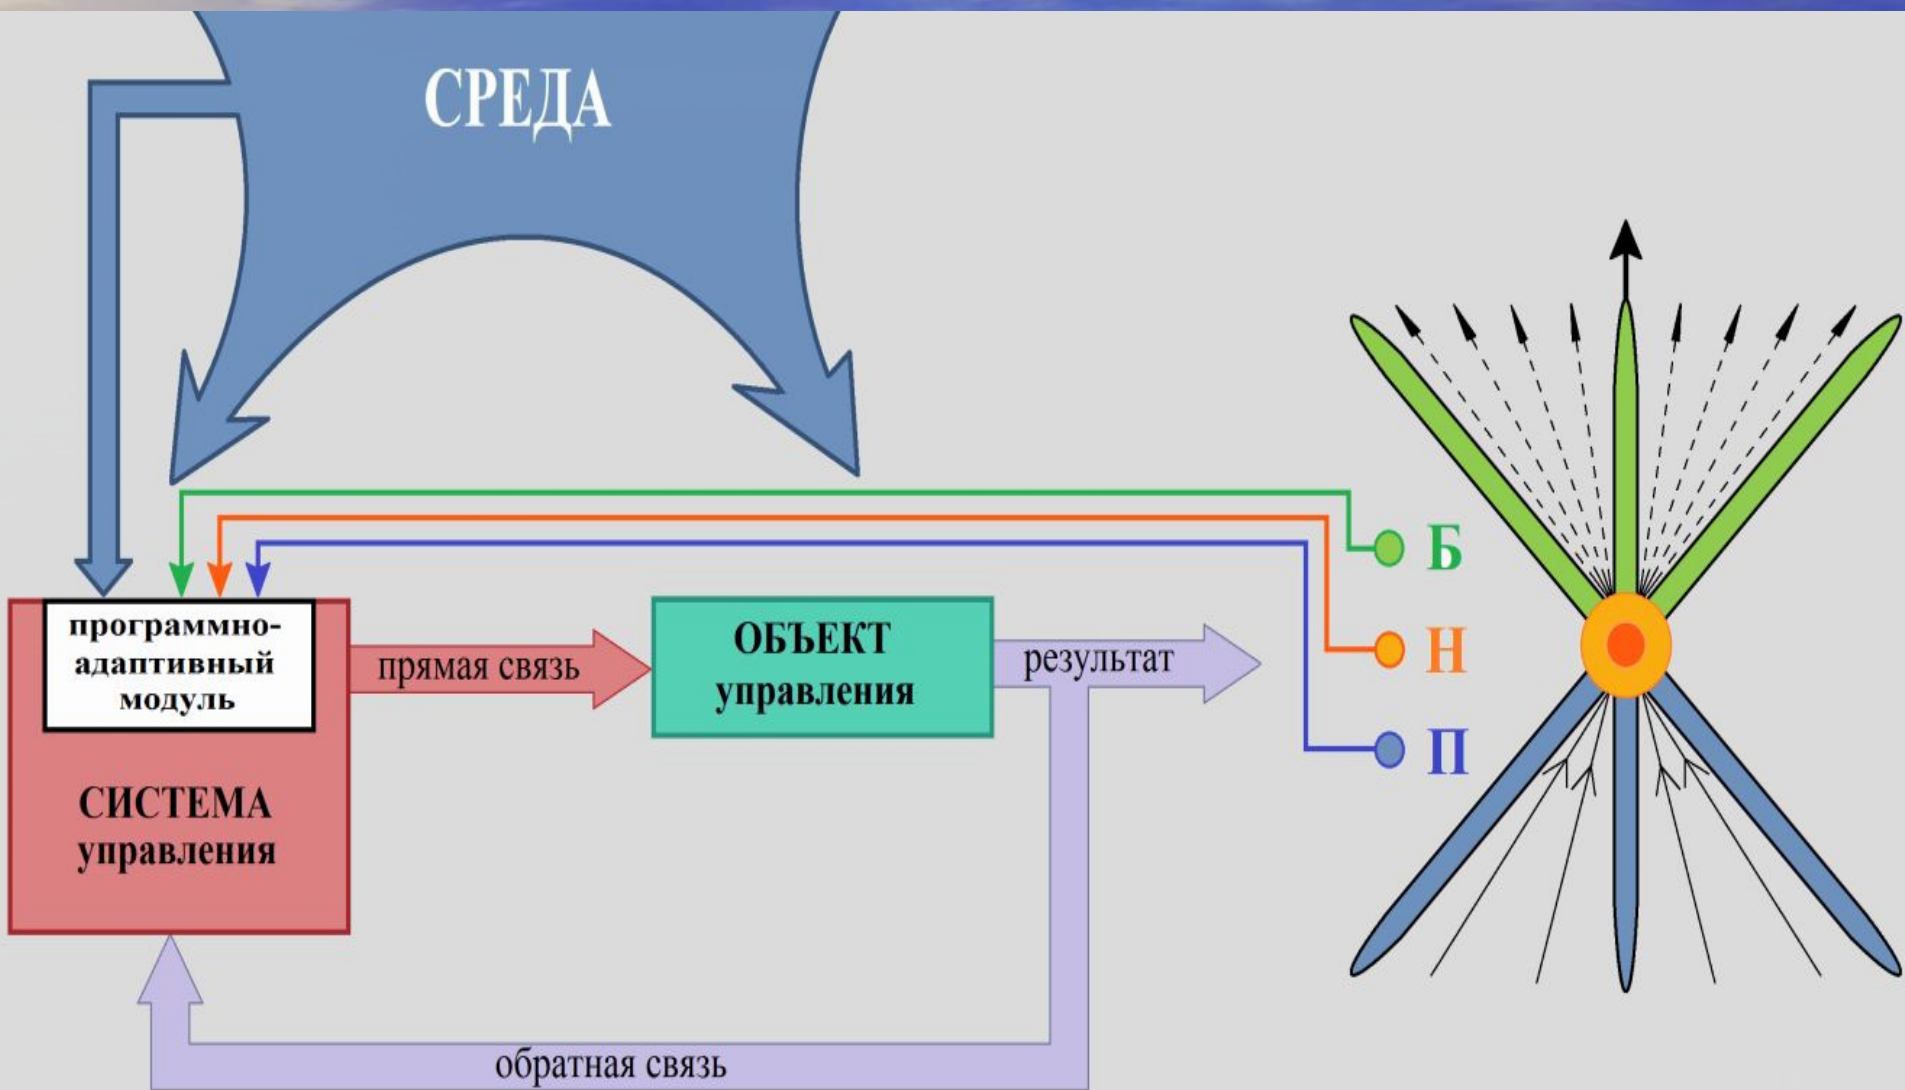 СРЕДА
Б
Н
П
программно-
адаптивный
модуль
СИСТЕМА
управления
прямая связь
ОБЪЕКТ
управления
результат
обратная связь